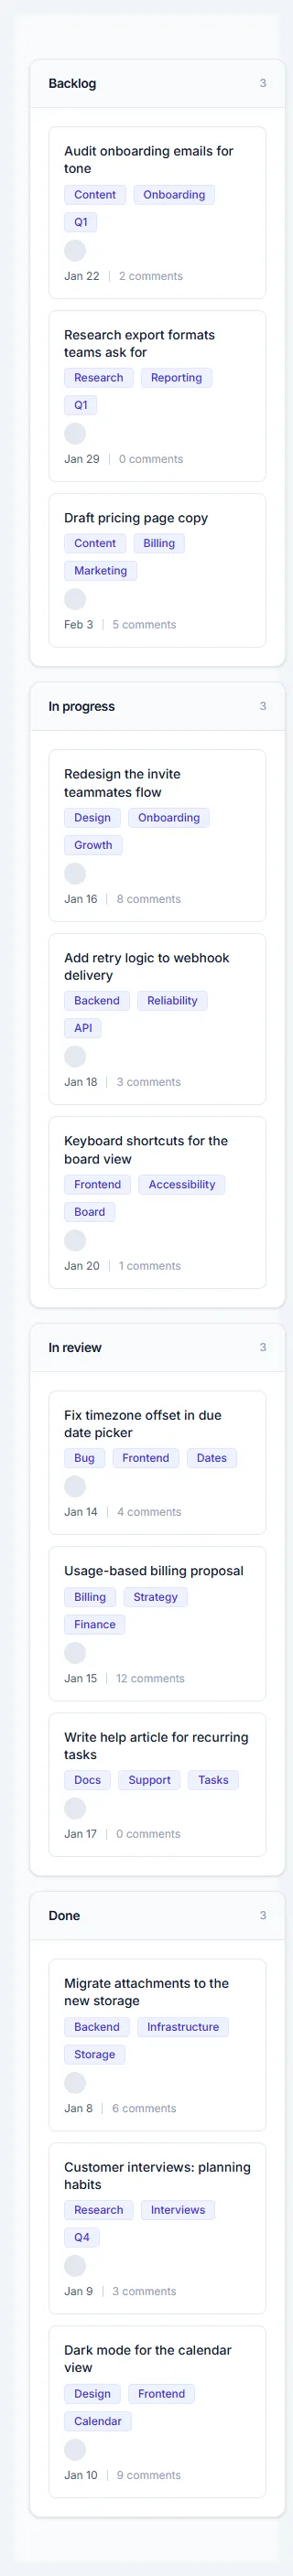 Backlog 3
Audit onboarding emails for
tone
Content Onboarding
Q1
Jan 22 | 2 comments
Research export formats
teams ask for
Research Reporting
Q1
Jan 29 | 0 comments
Draft pricing page copy
Content Billing
Marketing
Feb 3 | 5 comments
In progress 3
Redesign the invite
teammates flow
Design Onboarding
Growth
Jan 16 | 8 comments
Add retry logic to webhook
delivery
Backend Reliability
API
Jan 18 | 3 comments
Keyboard shortcuts for the
board view
Frontend Accessibility
Board
Jan 20 | 1 comments
In review 3
Fix timezone offset in due
date picker
Bug Frontend Dates
Jan 14 | 4 comments
Usage-based billing proposal
Billing Strategy
Finance
Jan 15 | 12 comments
Write help article for recurring
tasks
Docs Support Tasks
Jan 17 | 0 comments
Done 3
Migrate attachments to the
new storage
Backend Infrastructure
Storage
Jan 8 | 6 comments
Customer interviews: planning
habits
Research Interviews
Q4
Jan 9 | 3 comments
Dark mode for the calendar
view
Design Frontend
Calendar
Jan 10 | 9 comments